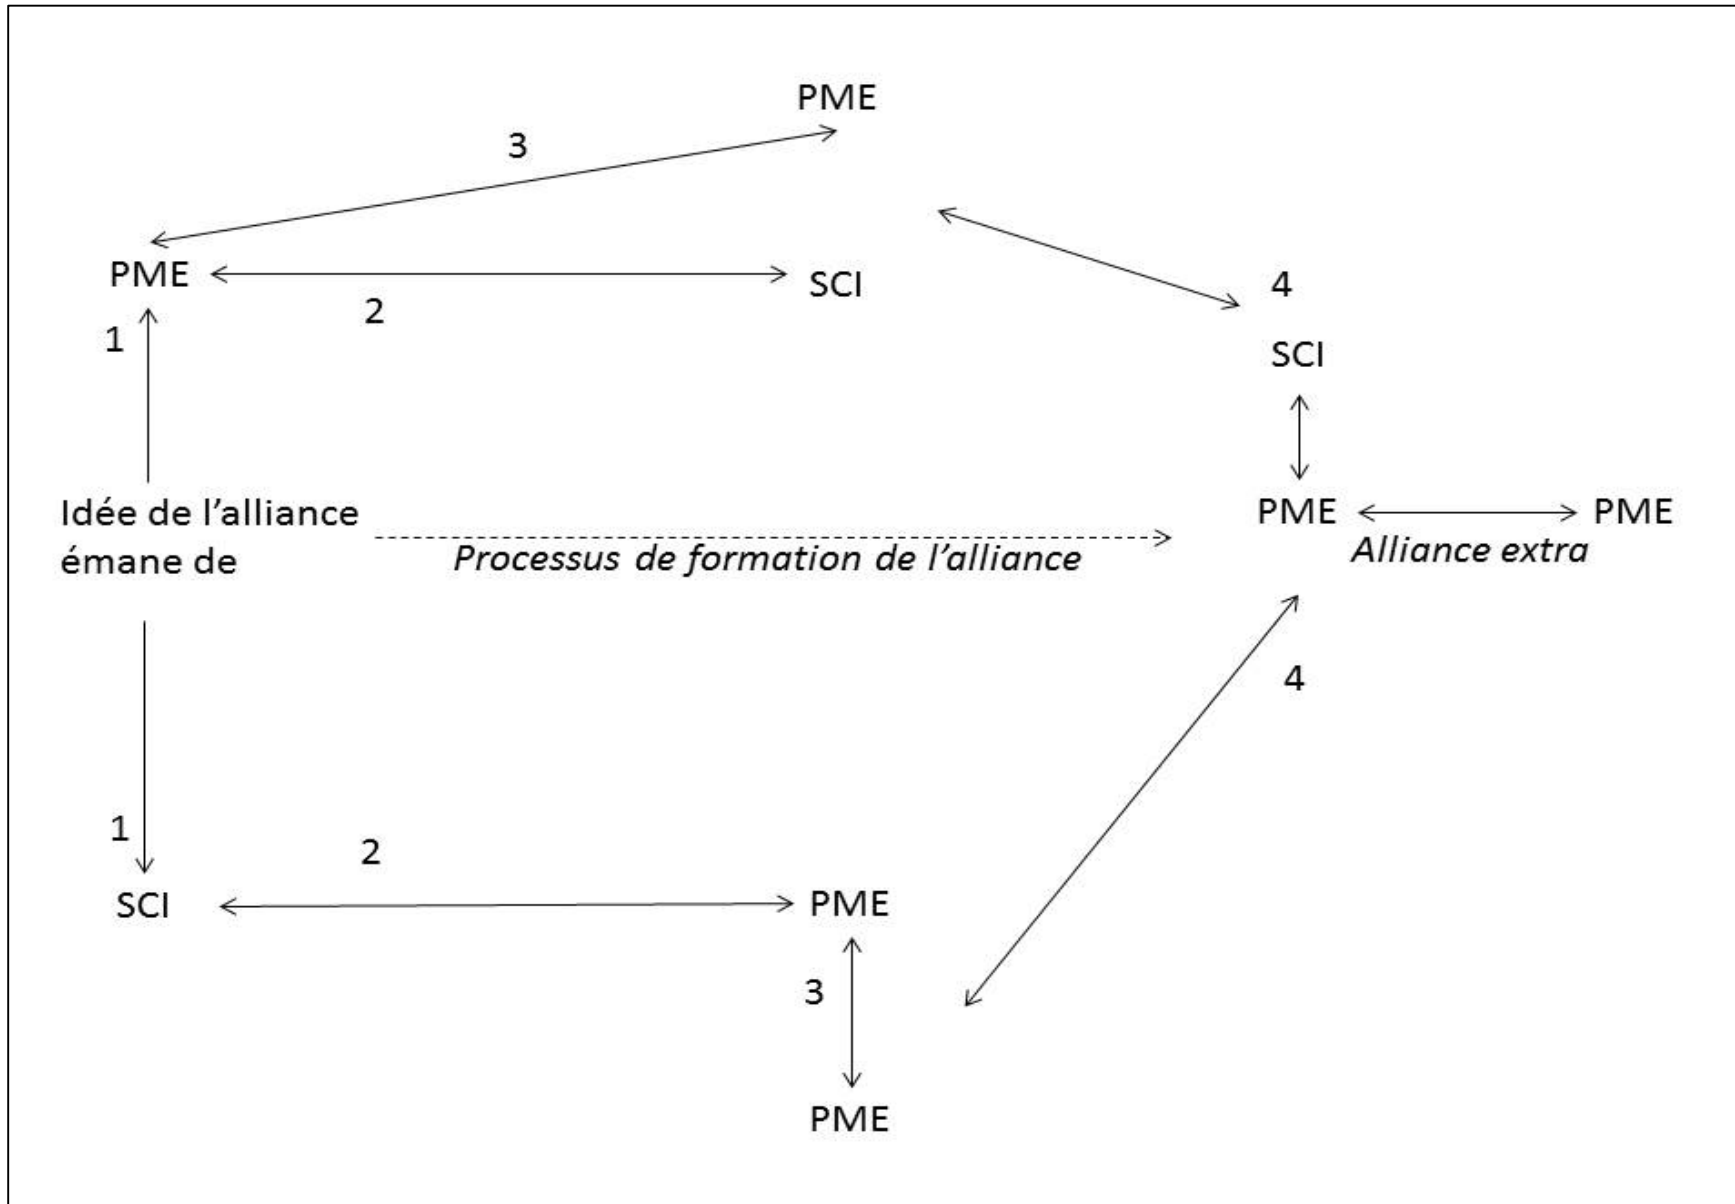 PME
3
PME
SCI
4
2
1
SCI
Idée de l’alliance
émane de
Processus de formation de l’alliance
PME
PME
Alliance extra
4
1
2
SCI
PME
3
PME